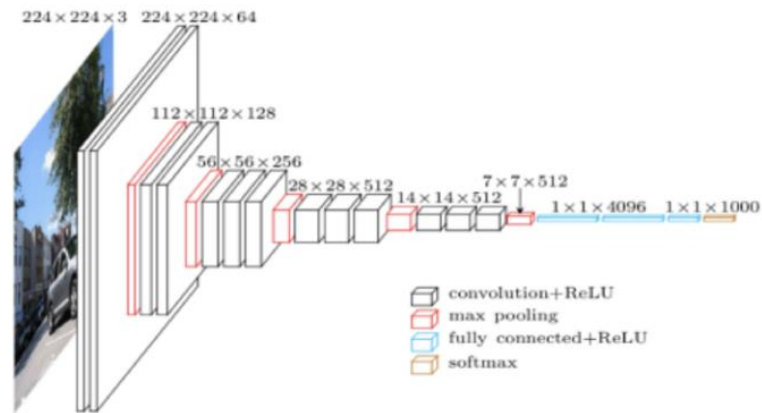 224×224×3
224×224×64
112×112×128
56×56×256
28×28×512
14×14×512
7×7×512
1×1×4096
1×1×1000
convolution+ReLU
max pooling
fully connected+ReLU
softmax